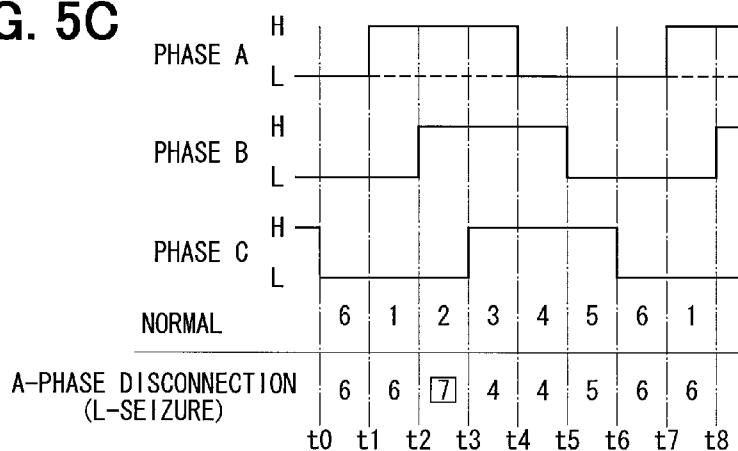 G. 5C
H
PHASE A
L
H
PHASE B
L
H
PHASE C
L
NORMAL 6 1 2 3 4 5 6 1
A-PHASE DISCONNECTION 6 6 7 4 4 5 6 6
(L-SEIZURE)
t0 t1 t2 t3 t4 t5 t6 t7 t8